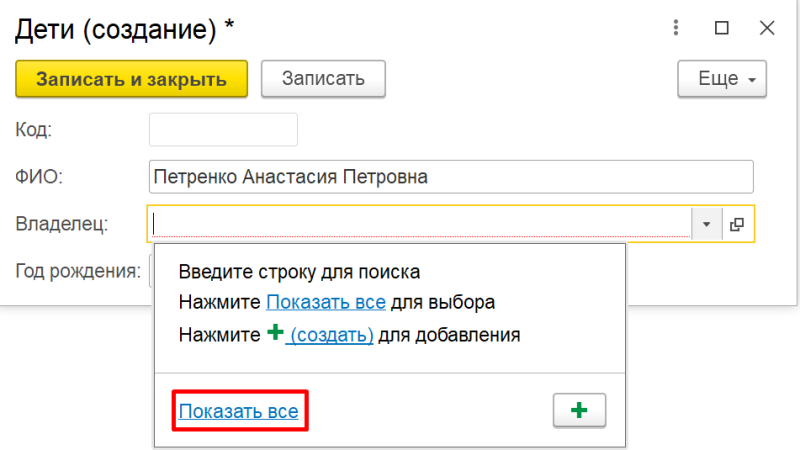 Дети (создание) *
Записать и закрыть Записать Еще
Код:
ФИО: Петренко Анастасия Петровна
Владелец:
Год рождения:
Введите строку для поиска
Нажмите Показать все для выбора
Нажмите + (создать) для добавления
Показать все +